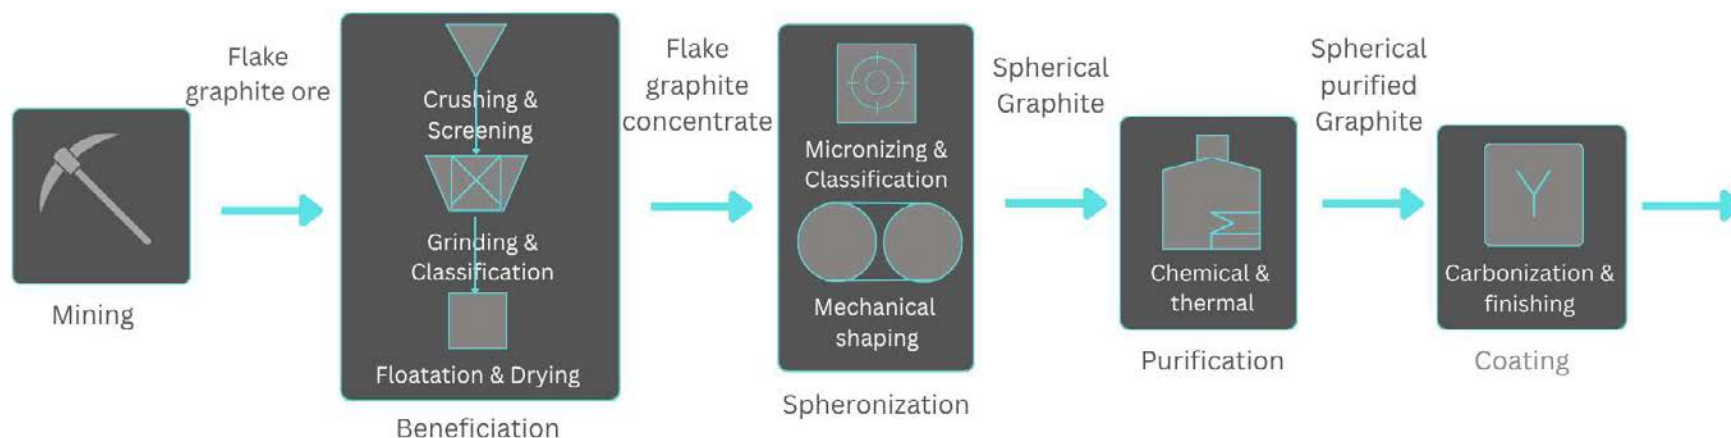 Flake
graphite ore
Mining
Crushing &
Screening
Grinding &
Classification
Floatation & Drying
Beneficiation
Flake
graphite
concentrate
Micronizing &
Classification
Mechanical
shaping
Spheronization
Spherical
Graphite
Chemical &
thermal
Purification
Spherical
purified
Graphite
Carbonization &
finishing
Coating